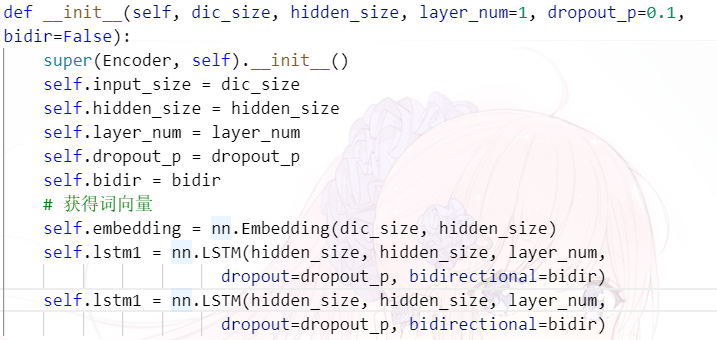 def __init__(self, dic_size, hidden_size, layer_num=1, dropout_p=0.1,
bidir=False):
super(Encoder, self).__init__()
self.input_size = dic_size
self.hidden_size = hidden_size
self.layer_num = layer_num
self.dropout_p = dropout_p
self.bidir = bidir
# 获得词向量
self.embedding = nn.Embedding(dic_size, hidden_size)
self.lstm1 = nn.LSTM(hidden_size, hidden_size, layer_num,
dropout=dropout_p, bidirectional=bidir)
self.lstm1 = nn.LSTM(hidden_size, hidden_size, layer_num,
dropout=dropout_p, bidirectional=bidir)